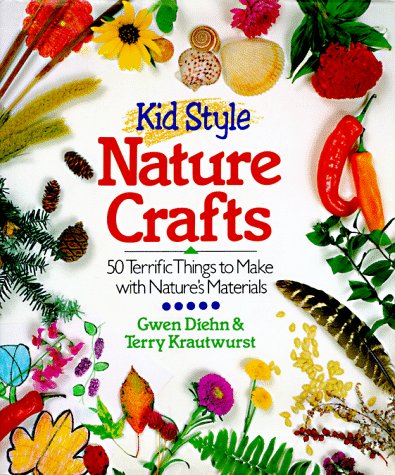 Kid Style
Nature
Crafts
50 Terrific Things to Make
with Nature's Materials
Gwen Diehn &
Terry Krautwurst